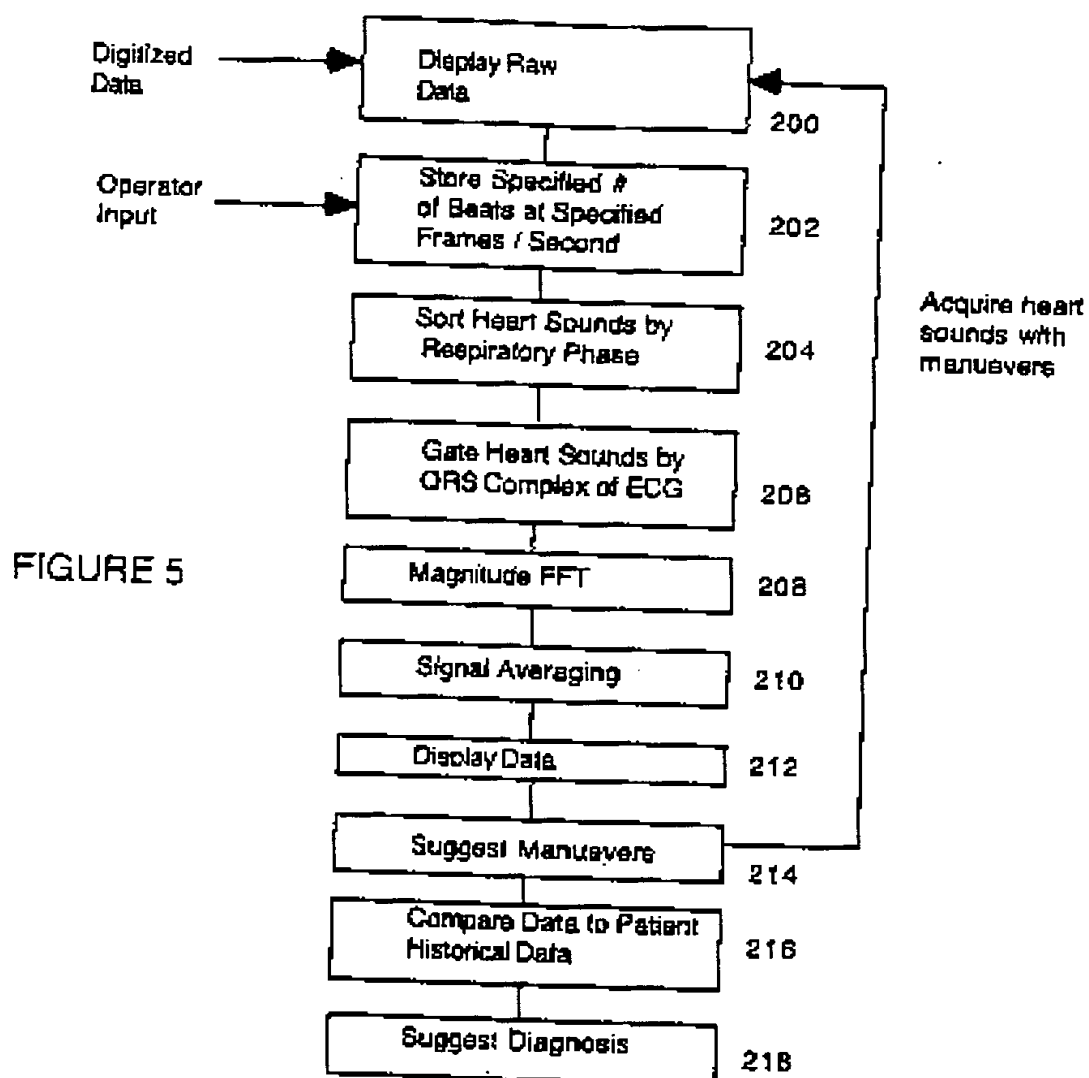 Digitized
Data
Display Raw
Data
200
Operator
Input
Store Specified #
of Beats at Specified
Frames / Second
202
Sort Heart Sounds by
Respiratory Phase
204
Acquire heart
sounds with
manuevers
Gate Heart Sounds by
QRS Complex of ECG
206
FIGURE 5
Magnitude FFT
208
Signal Averaging
210
Display Data
212
Suggest Manuevers
214
Compare Data to Patient
Historical Data
216
Suggest Diagnosis
218